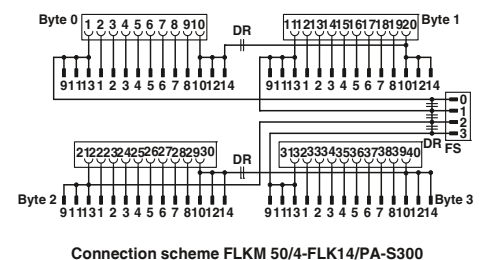 Byte 0 1 2 3 4 5 6 7 8 9 10 DR 11 12 13 14 15 16 17 18 19 20 Byte 1
9 11 13 1 2 3 4 5 6 7 8 10 12 14 9 11 13 1 2 3 4 5 6 7 8 10 12 14
0
1
2
3
DR FS
21 22 23 24 25 26 27 28 29 30 DR 31 32 33 34 35 36 37 38 39 40
Byte 2 9 11 13 1 2 3 4 5 6 7 8 10 12 14 9 11 13 1 2 3 4 5 6 7 8 10 12 14 Byte 3
Connection scheme FLKM 50/4-FLK14/PA-S300